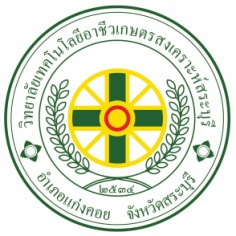 วิทยาลัยเทคโนโลยีอาชีวเกษตรสงเคราะห์สระบุรี
๒๕๓๔
อำเภอแก่งคอย จังหวัดสระบุรี